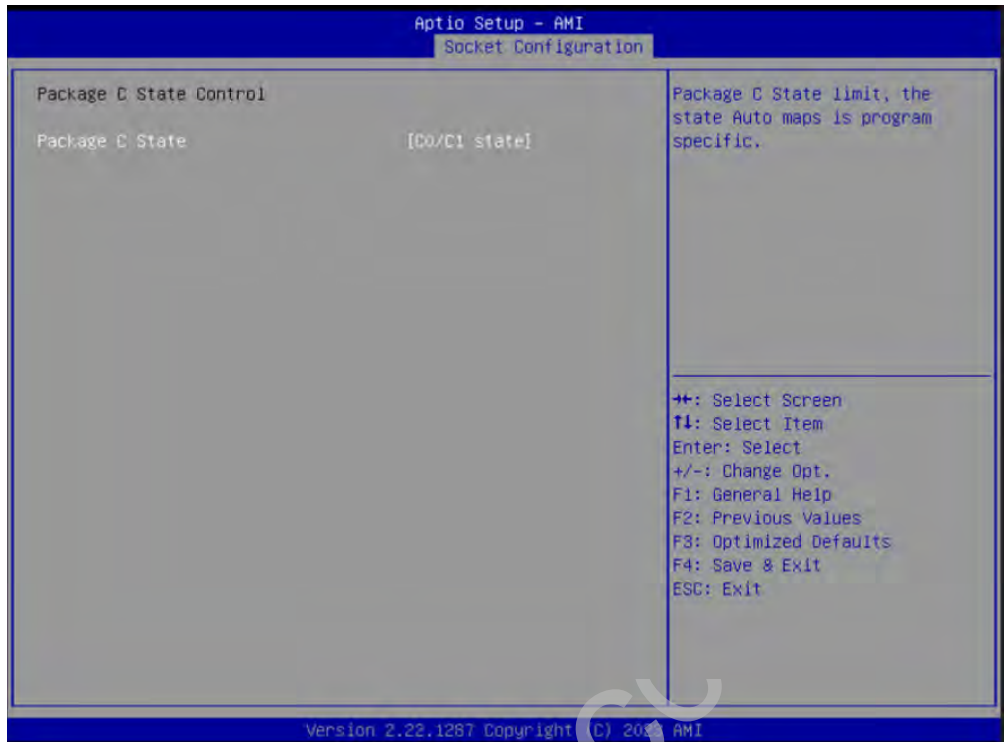 Aptio Setup - AMI
Socket Configuration
Package C State Control
Package C State [C0/C1 state]
Package C State limit, the
state Auto maps is program
specific.
→←: Select Screen
↑↓: Select Item
Enter: Select
+/-: Change Opt.
F1: General Help
F2: Previous Values
F3: Optimized Defaults
F4: Save & Exit
ESC: Exit
Version 2.22.1287 Copyright (C) 2023 AMI